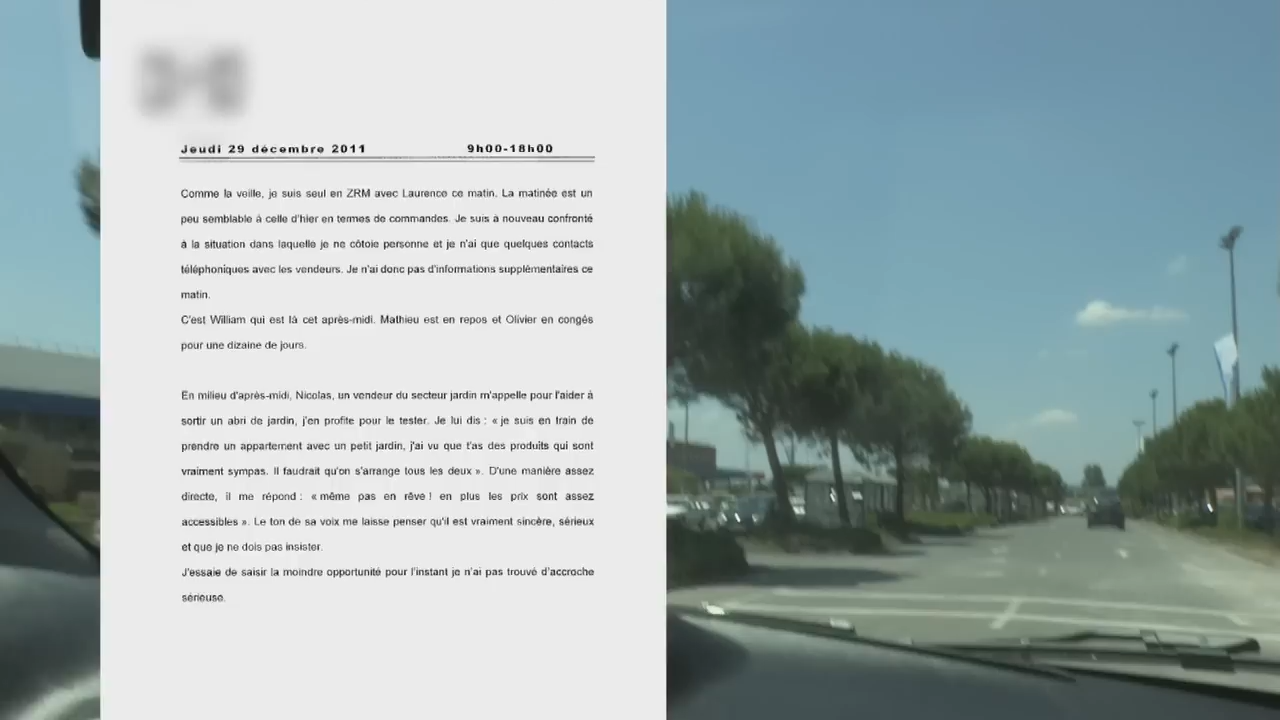 Jeudi 29 décembre 2011 9h00-18h00
Comme la veille, je suis seul en ZRM avec Laurence ce matin. La matinée est un
peu semblable à celle d'hier en termes de commandes. Je suis à nouveau confronté
à la situation dans laquelle je ne côtoie personne et je n'ai que quelques contacts
téléphoniques avec les vendeurs. Je n'ai donc pas d'informations supplémentaires ce
matin.
C'est William qui est là cet après-midi. Mathieu est en repos et Olivier en congés
pour une dizaine de jours.
En milieu d'après-midi, Nicolas, un vendeur du secteur jardin m'appelle pour l'aider à
sortir un abri de jardin, j'en profite pour le tester. Je lui dis : « je suis en train de
prendre un appartement avec un petit jardin, j'ai vu que t'as des produits qui sont
vraiment sympas. Il faudrait qu'on s'arrange tous les deux ». D'une manière assez
directe, il me répond : « même pas en rêve ! en plus les prix sont assez
accessibles ». Le ton de sa voix me laisse penser qu'il est vraiment sincère, sérieux
et que je ne dois pas insister.
J'essaie de saisir la moindre opportunité pour l'instant je n'ai pas trouvé d'accroche
sérieuse.